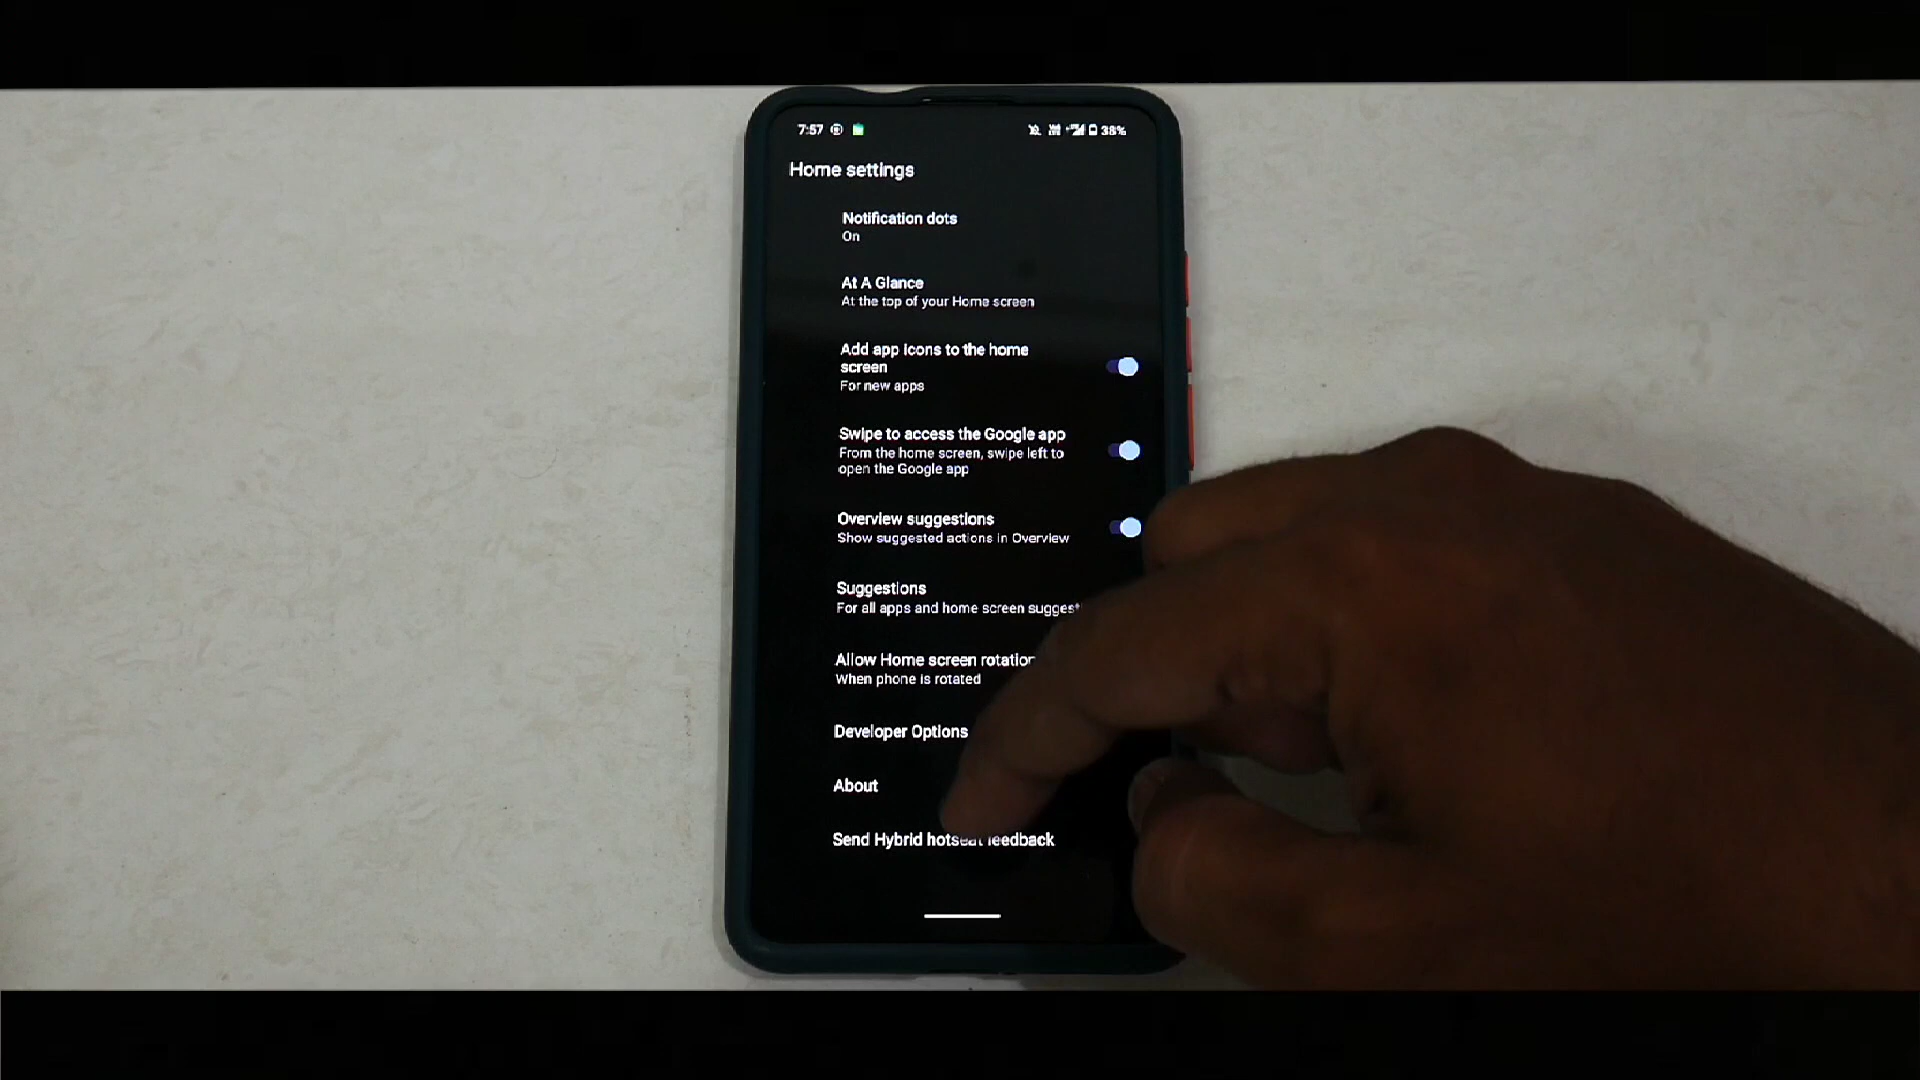 7:57
38%
Home settings
Notification dots
On
At A Glance
At the top of your Home screen
Add app icons to the home
screen
For new apps
Swipe to access the Google app
From the home screen, swipe left to
open the Google app
Overview suggestions
Show suggested actions in Overview
Suggestions
For all apps and home screen
Allow Home screen
When phone is rotated
Developer Options
About
Send Hybrid hotseat feedback